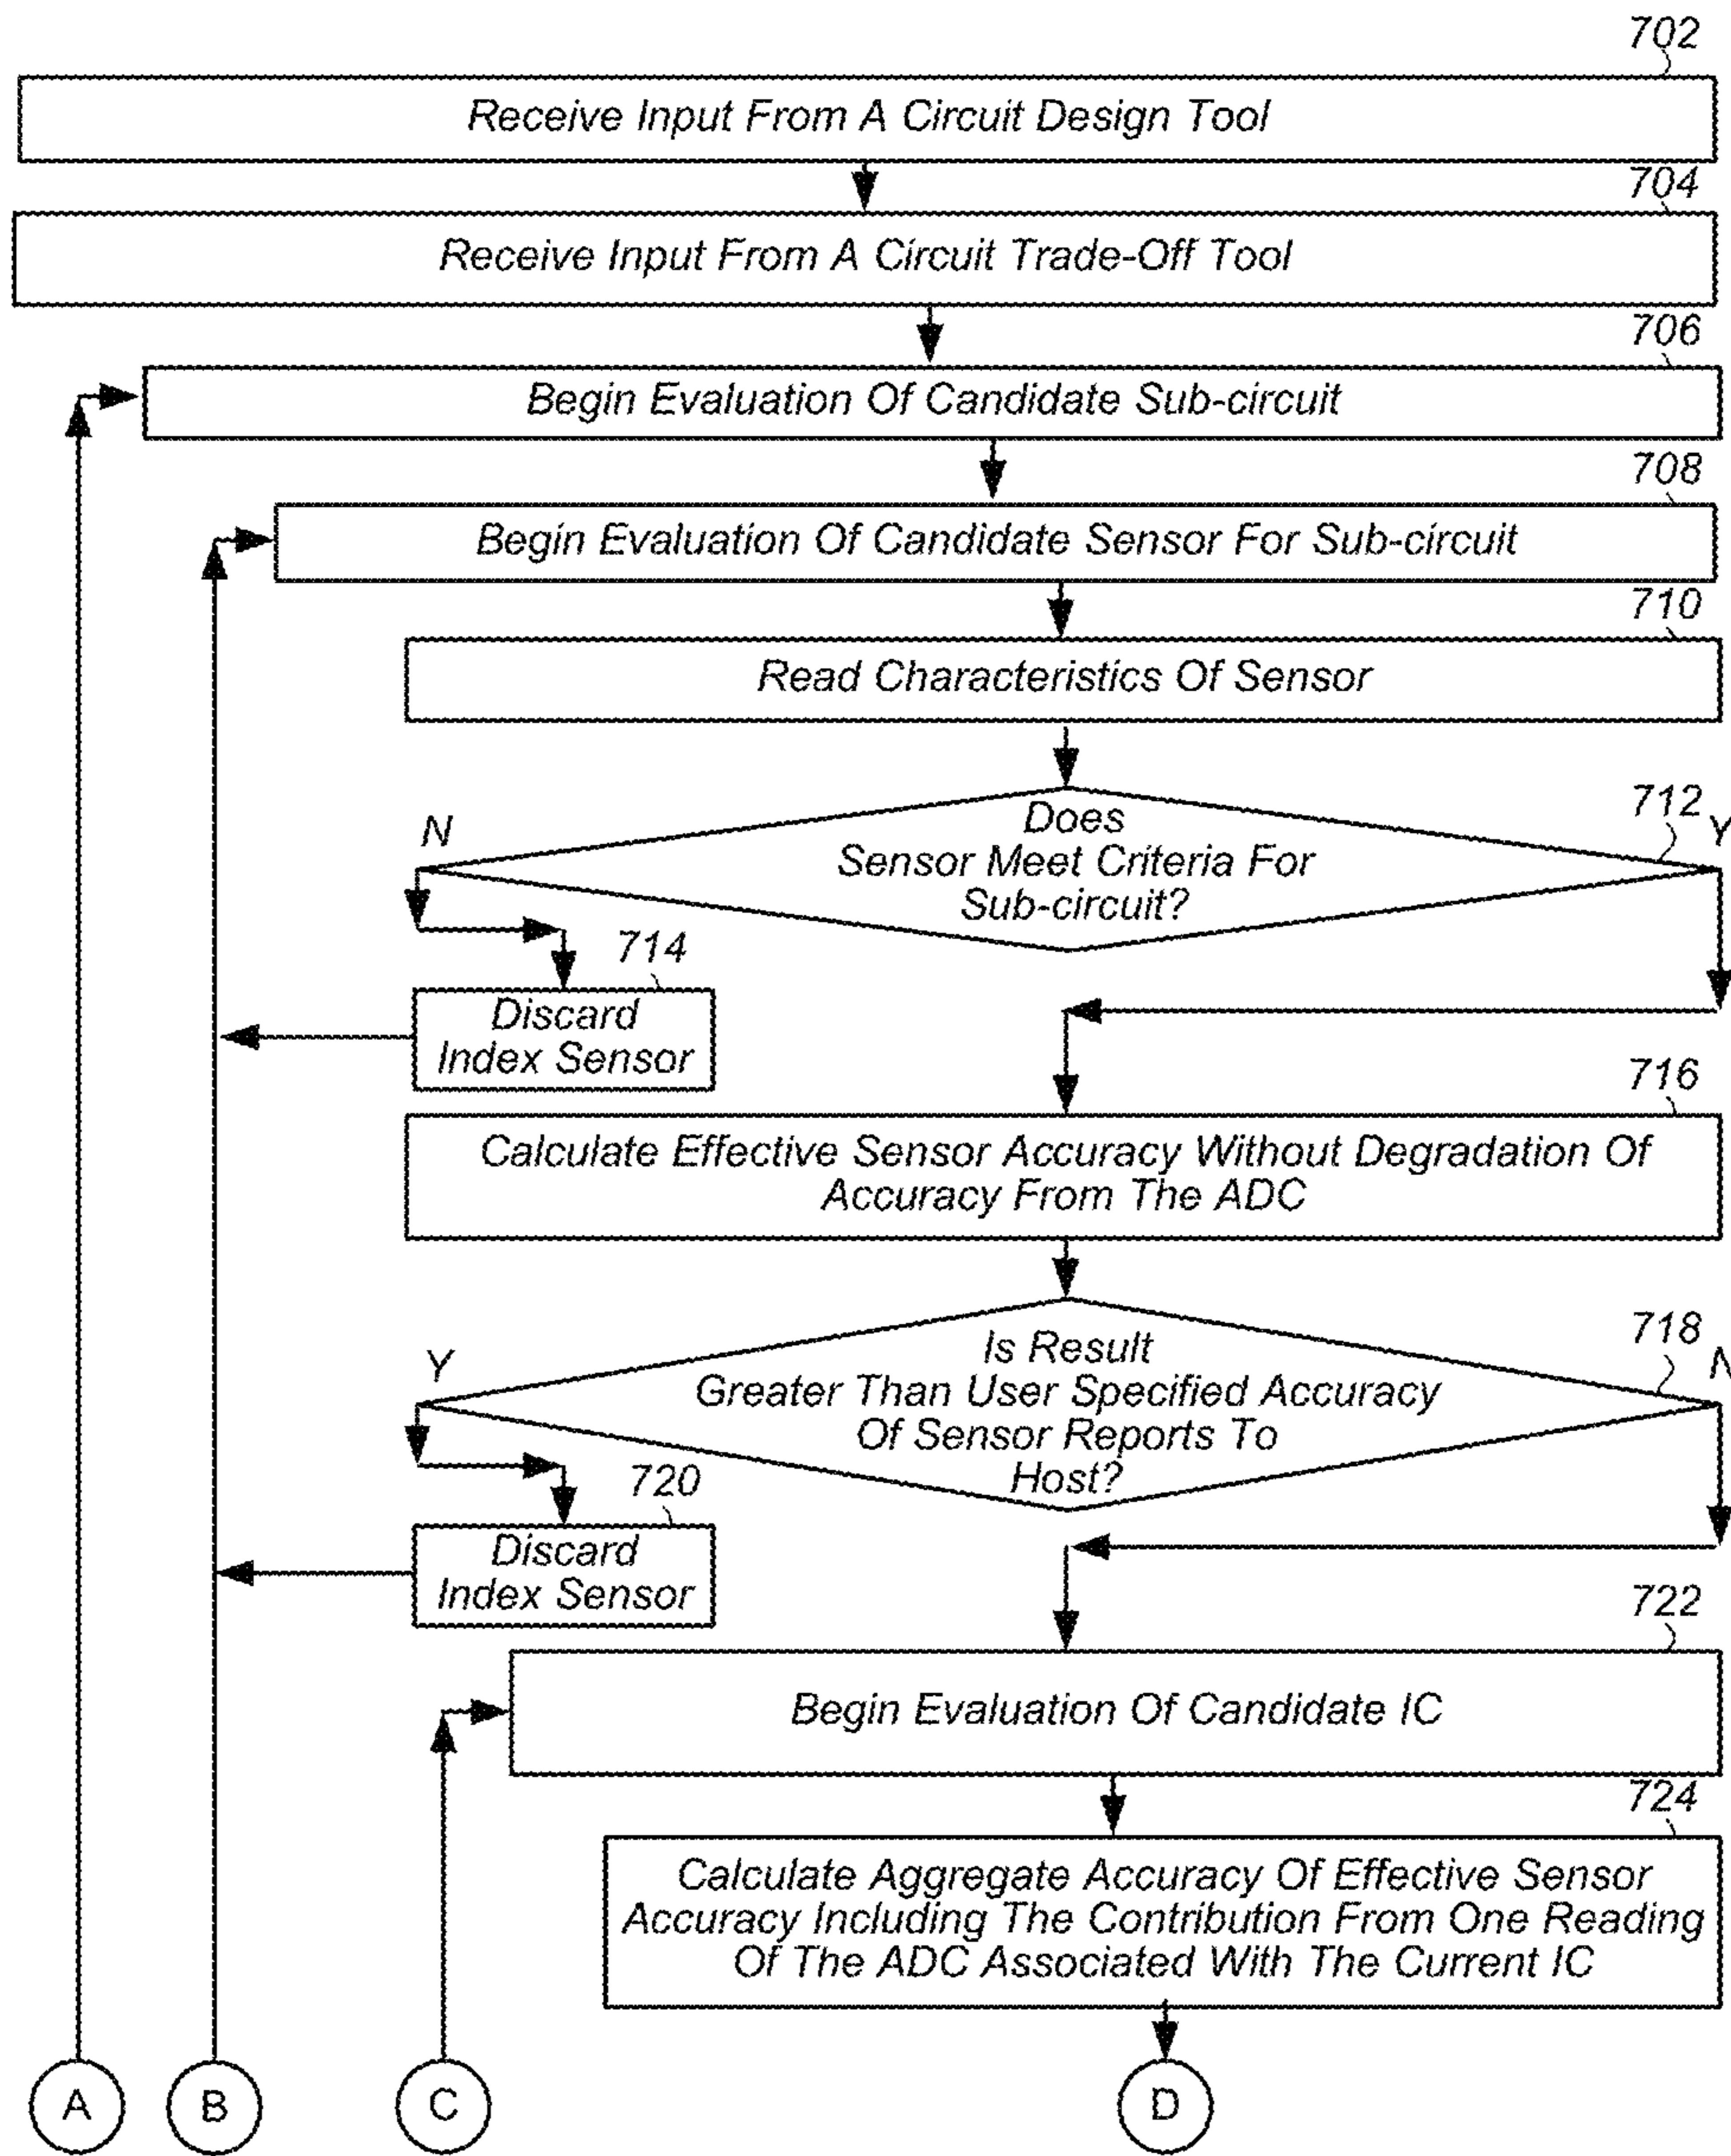 702
Receive Input From A Circuit Design Tool
704
Receive Input From A Circuit Trade-Off Tool
706
Begin Evaluation Of Candidate Sub-circuit
708
Begin Evaluation Of Candidate Sensor For Sub-circuit
710
Read Characteristics Of Sensor
712
N
Y
Does
Sensor Meet Criteria For
Sub-circuit?
714
Discard
Index Sensor
716
Calculate Effective Sensor Accuracy Without Degradation Of
Accuracy From The ADC
718
Y
N
Is Result
Greater Than User Specified Accuracy
Of Sensor Reports To
Host?
720
Discard
Index Sensor
722
Begin Evaluation Of Candidate IC
724
Calculate Aggregate Accuracy Of Effective Sensor
Accuracy Including The Contribution From One Reading
Of The ADC Associated With The Current IC
A
B
C
D